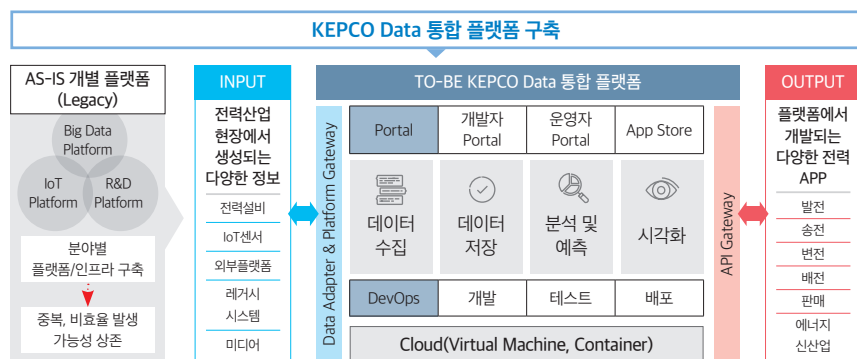 KEPCO Data 통합 플랫폼 구축
AS-IS 개별 플랫폼
(Legacy)
Big Data
Platform
IoT
Platform
R&D
Platform
분야별
플랫폼/인프라 구축
중복, 비효율 발생
가능성 상존
INPUT
전력산업
현장에서
생성되는
다양한 정보
전력설비
IoT센서
외부플랫폼
레거시
시스템
미디어
TO-BE KEPCO Data 통합 플랫폼
Data Adapter & Platform Gateway
Portal
개발자
Portal
운영자
Portal
App Store
데이터
수집
데이터
저장
분석 및
예측
시각화
DevOps
개발
테스트
배포
Cloud(Virtual Machine, Container)
API Gateway
OUTPUT
플랫폼에서
개발되는
다양한 전력
APP
발전
송전
변전
배전
판매
에너지
신산업